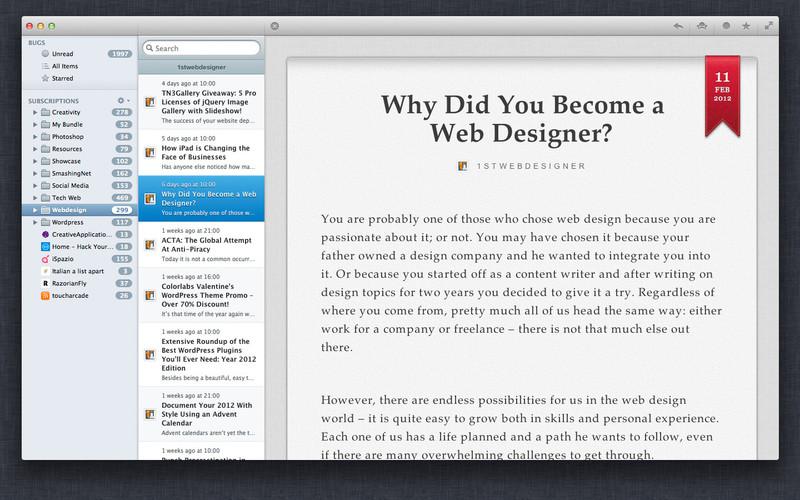 BUGS
Unread 1997
All Items
Starred
SUBSCRIPTIONS
Creativity 278
My Bundle 52
Photoshop 34
Resources 79
Showcase 102
SmashingNet 162
Social Media 153
Tech Web 469
Webdesign 299
Wordpress 117
CreativeApplicatio... 13
Home – Hack Your... 18
iSpazio 155
Italian a list apart 3
RazorianFly 37
toucharcade 26
Search
1stwebdesigner
4 days ago at 10:00
TN3Gallery Giveaway: 5 Pro
Licenses of jQuery Image
Gallery with Slideshow!
The success of your website dep...
5 days ago at 10:00
How iPad is Changing the
Face of Businesses
Has anyone else noticed how ma...
6 days ago at 10:00
Why Did You Become a Web
Designer?
You are probably one of those w...
1 weeks ago at 21:00
ACTA: The Global Attempt
At Anti-Piracy
Today it is not a common occurr...
1 weeks ago at 16:00
Colorlabs Valentine's
WordPress Theme Promo –
Over 70% Discount!
It's that time of the year again w...
1 weeks ago at 10:00
Extensive Roundup of the
Best WordPress Plugins
You'll Ever Need: Year 2012
Edition
Besides being a beautiful, easy t...
1 weeks ago at 21:00
Document Your 2012 With
Style Using an Advent
Calendar
Advent calendars aren't yet the t...
1 weeks ago at 10:00
Punch Procrastination in
11
FEB
2012
Why Did You Become a
Web Designer?
1STWEBDESIGNER
You are probably one of those who chose web design because you are
passionate about it; or not. You may have chosen it because your
father owned a design company and he wanted to integrate you into
it. Or because you started off as a content writer and after writing on
design topics for two years you decided to give it a try. Regardless of
where you come from, pretty much all of us head the same way: either
work for a company or freelance – there is not that much else out
there.
However, there are endless possibilities for us in the web design
world – it is quite easy to grow both in skills and personal experience.
Each one of us has a life planned and a path he wants to follow, even
if there are many overwhelming challenges to get through.